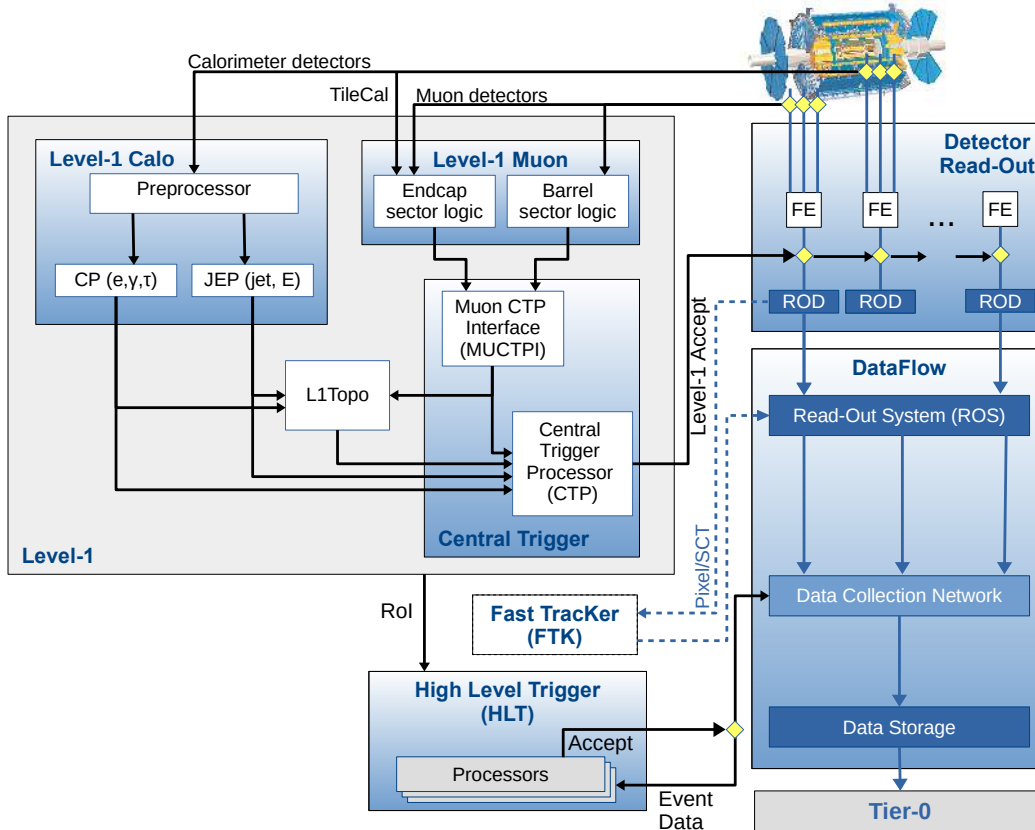 Calorimeter detectors
TileCal
Muon detectors
Level-1 Calo
Preprocessor
CP (e,γ,τ)
JEP (jet, E)
Level-1 Muon
Endcap
sector logic
Barrel
sector logic
Detector
Read-Out
FE
FE
...
FE
ROD
ROD
ROD
Muon CTP
Interface
(MUCTPI)
L1Topo
Central
Trigger
Processor
(CTP)
Central Trigger
Level-1
Level-1 Accept
DataFlow
Read-Out System (ROS)
Pixel/SCT
Data Collection Network
RoI
Fast TracKer
(FTK)
High Level Trigger
(HLT)
Accept
Processors
Event
Data
Data Storage
Tier-0